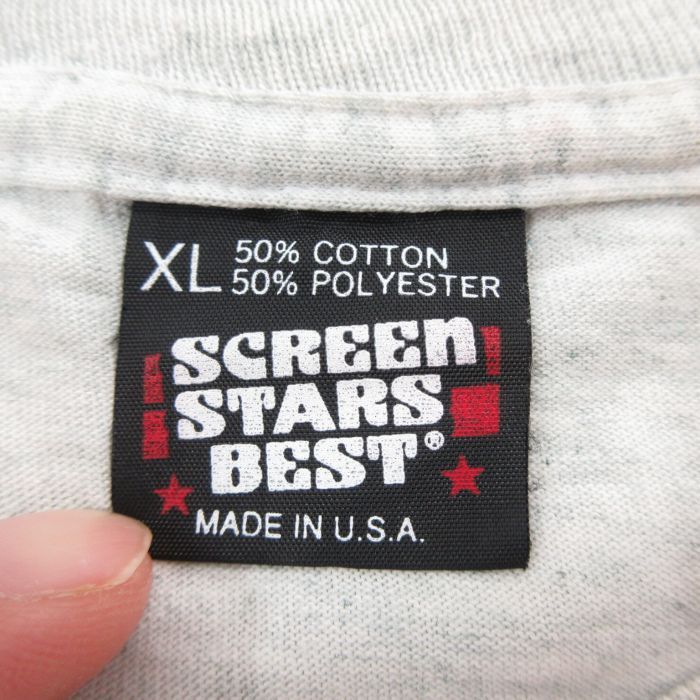 XL 50% COTTON
50% POLYESTER
SCREEN
STARS
BEST®
MADE IN U.S.A.